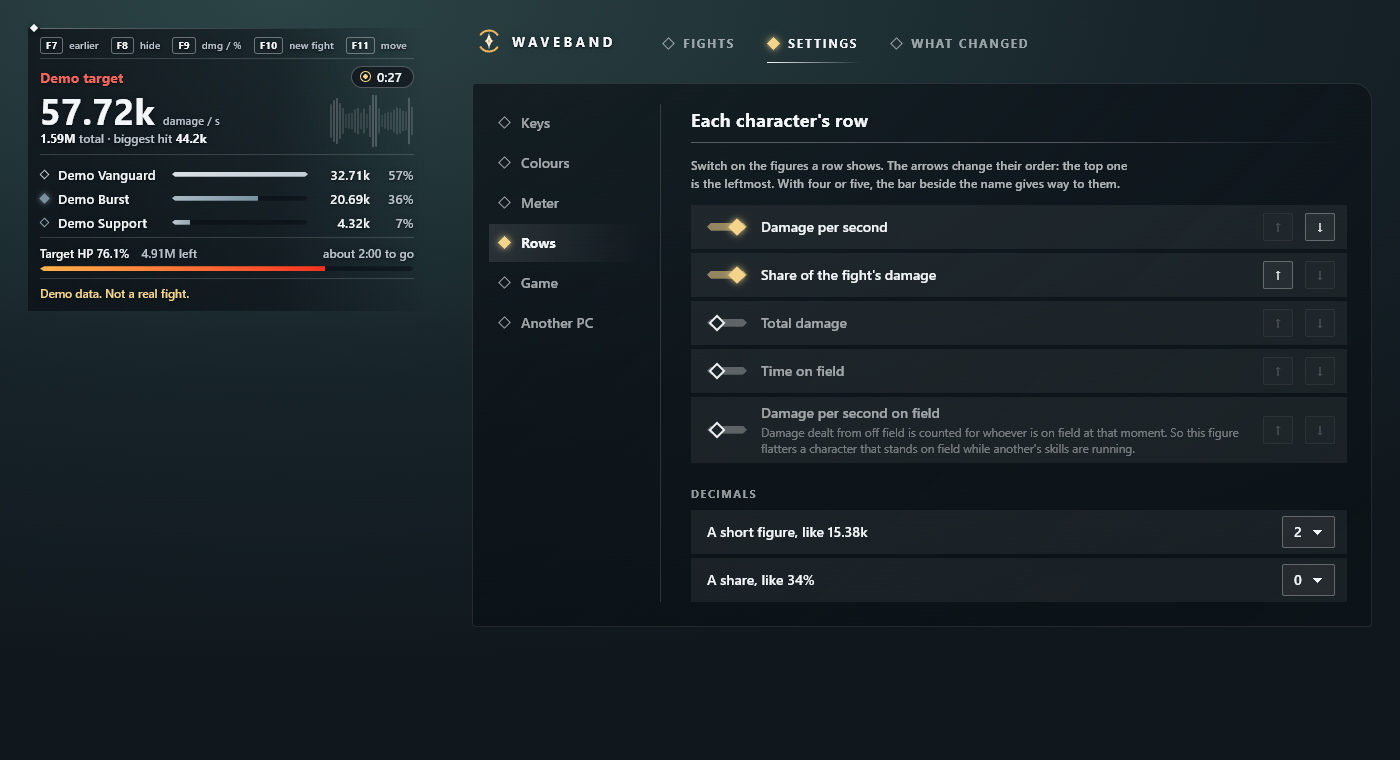 F7 earlier F8 hide F9 dmg / % F10 new fight F11 move
Demo target
0:27
57.72k damage / s
1.59M total · biggest hit 44.2k
Demo Vanguard 32.71k 57%
Demo Burst 20.69k 36%
Demo Support 4.32k 7%
Target HP 76.1% 4.91M left about 2:00 to go
Demo data. Not a real fight.
WAVEBAND
FIGHTS
SETTINGS
WHAT CHANGED
Keys
Colours
Meter
Rows
Game
Another PC
Each character's row
Switch on the figures a row shows. The arrows change their order: the top one
is the leftmost. With four or five, the bar beside the name gives way to them.
Damage per second
Share of the fight's damage
Total damage
Time on field
Damage per second on field
Damage dealt from off field is counted for whoever is on field at that moment. So this figure
flatters a character that stands on field while another's skills are running.
DECIMALS
A short figure, like 15.38k 2
A share, like 34% 0